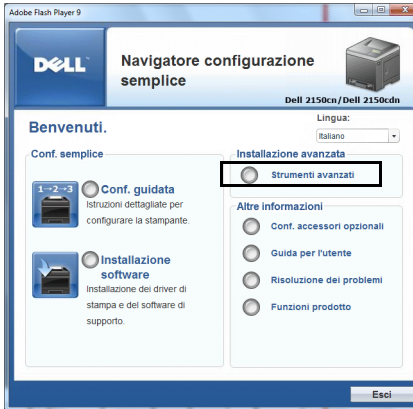 Adobe Flash Player 9
DELL
Navigatore configurazione
semplice
Dell 2150cn/Dell 2150cdn
Benvenuti.
Lingua:
Italiano
Conf. semplice
1→2→3
Conf. guidata
Istruzioni dettagliate per
configurare la stampante.
Installazione
software
Installazione dei driver di
stampa e del software di
supporto.
Installazione avanzata
Strumenti avanzati
Altre informazioni
Conf. accessori opzionali
Guida per l'utente
Risoluzione dei problemi
Funzioni prodotto
Esci